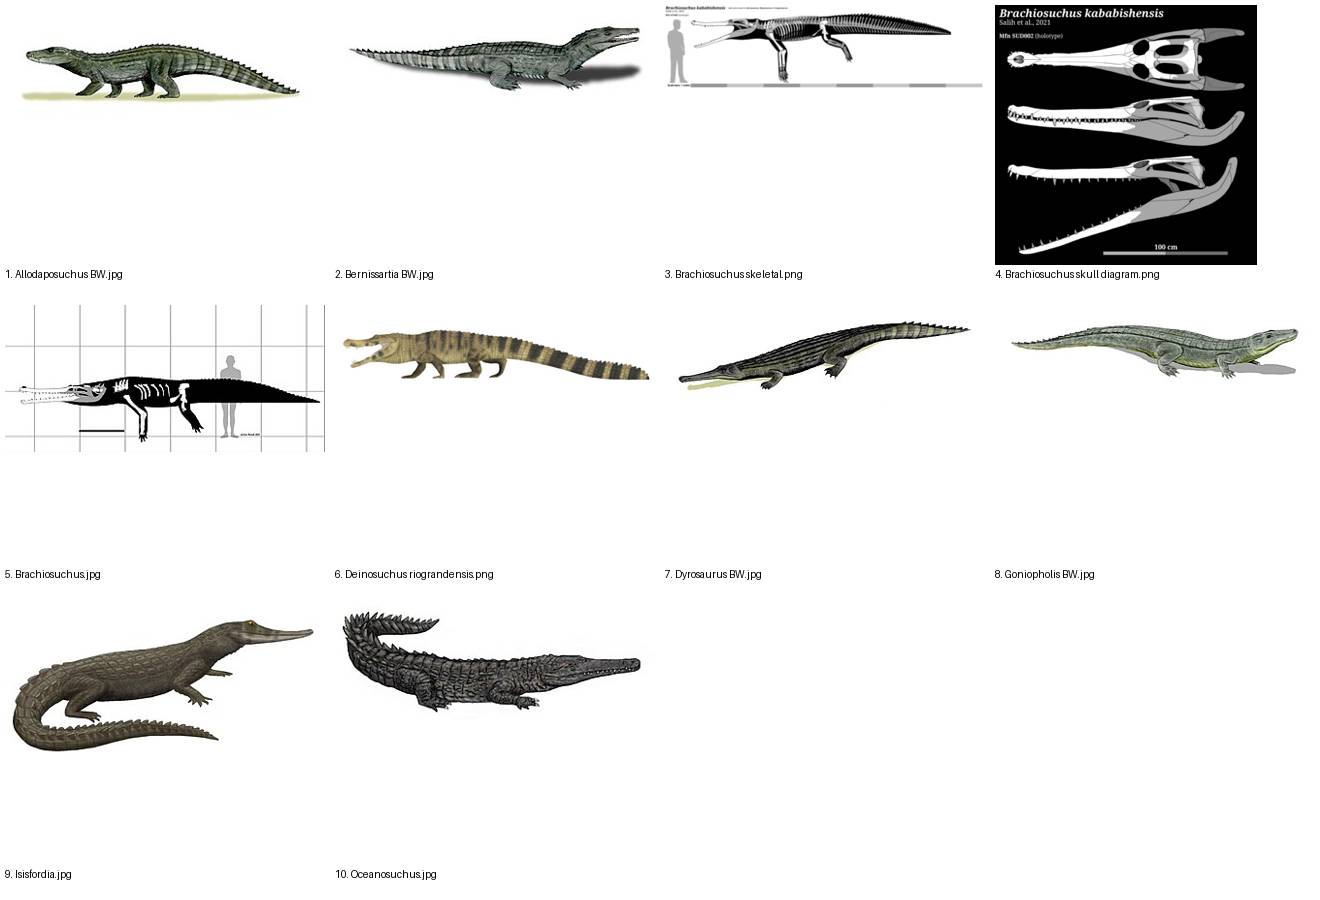 Brachiosuchus kababishensis
Brachiosuchus kababishensis
Salih et al., 2021
Mfn SUD002 (holotype)
100 cm
1. Allodaposuchus BW.jpg
2. Bernissartia BW.jpg
3. Brachiosuchus skeletal.png
4. Brachiosuchus skull diagram.png
5. Brachiosuchus.jpg
6. Deinosuchus riograndensis.png
7. Dyrosaurus BW.jpg
8. Goniopholis BW.jpg
9. Isisfordia.jpg
10. Oceanosuchus.jpg